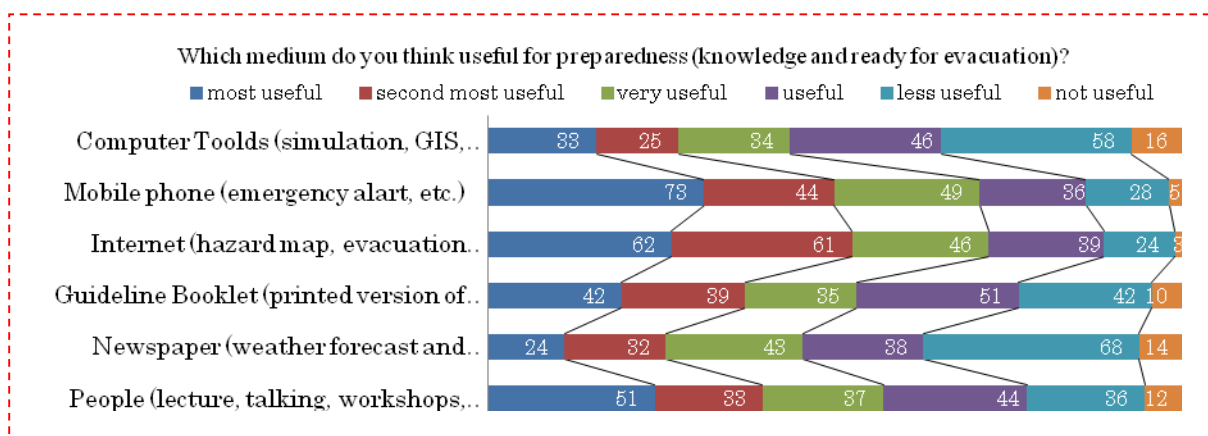 Which medium do you think useful for preparedness (knowledge and ready for evacuation)?
most useful second most useful very useful useful less useful not useful
Computer Toolds (simulation, GIS,.. 33 25 34 46 58 16
Mobile phone (emergency alart, etc.) 73 44 49 36 28 5
Internet (hazard map, evacuation.. 62 61 46 39 24 3
Guideline Booklet (printed version of.. 42 39 35 51 42 10
Newspaper (weather forecast and.. 24 32 43 38 68 14
People (lecture, talking, workshops,.. 51 33 37 44 36 12